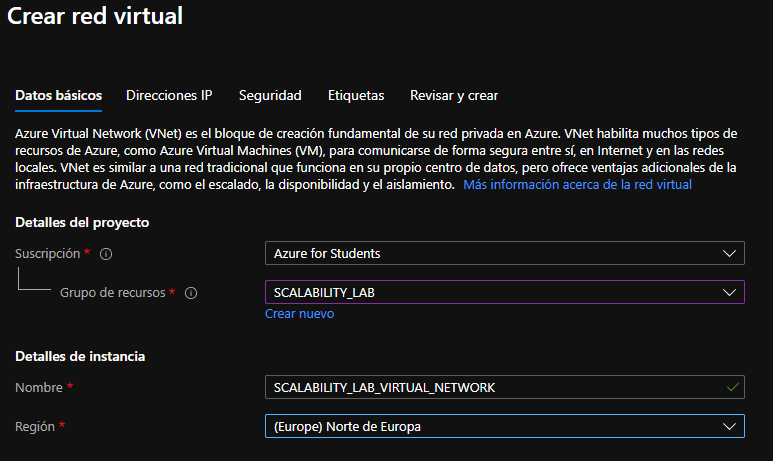 Crear red virtual
Datos básicos Direcciones IP Seguridad Etiquetas Revisar y crear
Azure Virtual Network (VNet) es el bloque de creación fundamental de su red privada en Azure. VNet habilita muchos tipos de
recursos de Azure, como Azure Virtual Machines (VM), para comunicarse de forma segura entre sí, en Internet y en las redes
locales. VNet es similar a una red tradicional que funciona en su propio centro de datos, pero ofrece ventajas adicionales de la
infraestructura de Azure, como el escalado, la disponibilidad y el aislamiento. Más información acerca de la red virtual
Detalles del proyecto
Suscripción * Azure for Students
Grupo de recursos * SCALABILITY_LAB
Crear nuevo
Detalles de instancia
Nombre * SCALABILITY_LAB_VIRTUAL_NETWORK
Región * (Europe) Norte de Europa